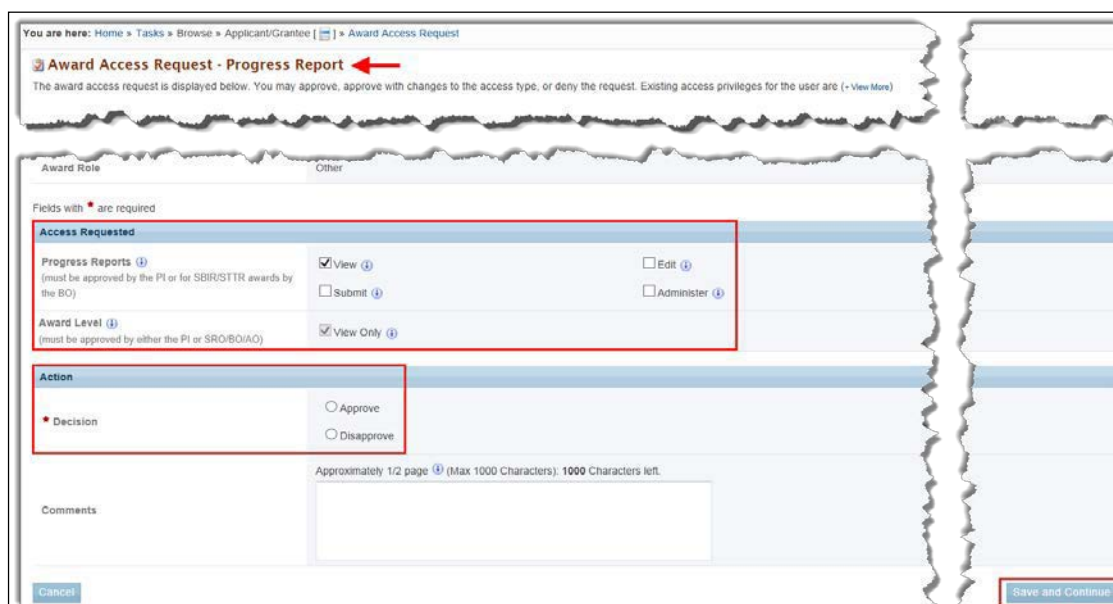 You are here: Home » Tasks » Browse » Applicant/Grantee [ ] » Award Access Request
Award Access Request - Progress Report
The award access request is displayed below. You may approve, approve with changes to the access type, or deny the request. Existing access privileges for the user are (+ View More)
Award Role Other
Fields with * are required
Access Requested
Progress Reports View Edit
(must be approved by the PI or for SBIR/STTR awards by
the BO) Submit Administer
Award Level View Only
(must be approved by either the PI or SRO/BO/AO)
Action
* Decision Approve
Disapprove
Approximately 1/2 page (Max 1000 Characters): 1000 Characters left.
Comments
Cancel Save and Continue